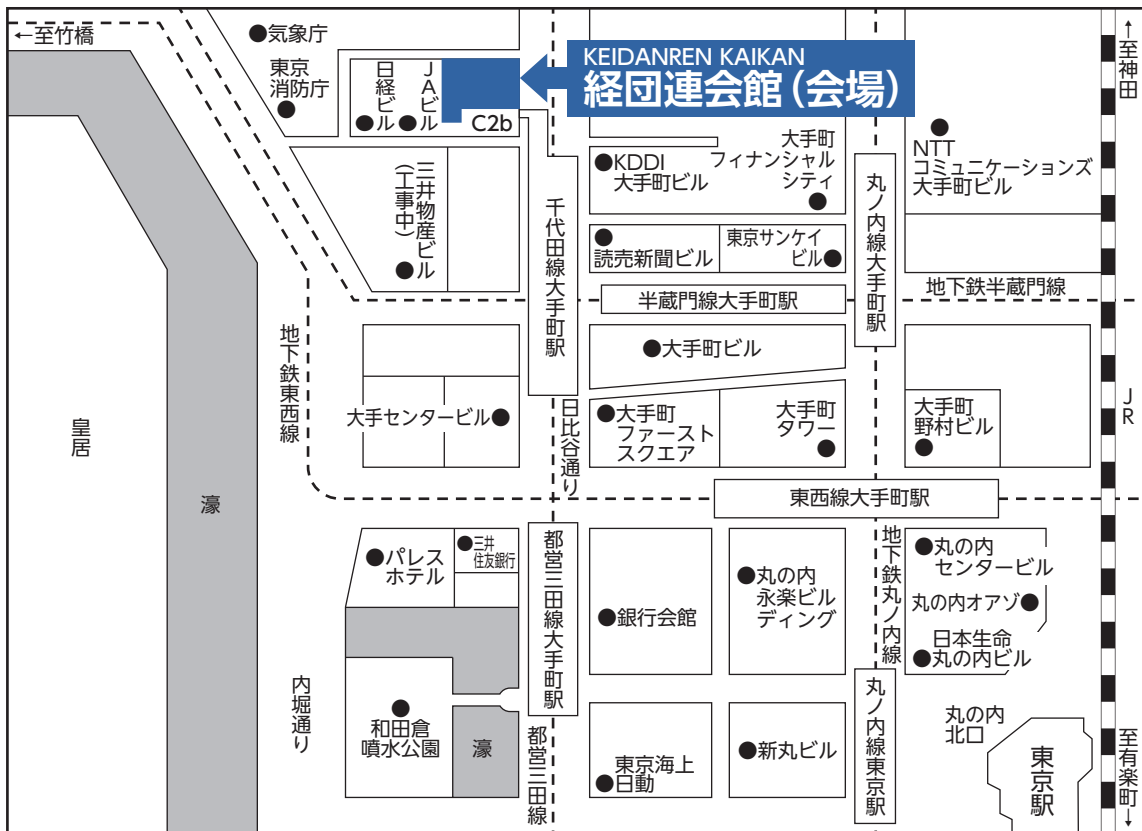 ←至竹橋
気象庁
東京
消防庁
日経ビル
JAビル
C2b
KEIDANREN KAIKAN
経団連会館（会場）
↑至神田
KDDI
大手町ビル
大手町
フィナンシャル
シティ
NTT
コミュニケーションズ
大手町ビル
三井物産ビル
（工事中）
千代田線大手町駅
読売新聞ビル
東京サンケイ
ビル
丸ノ内線大手町駅
地下鉄半蔵門線
半蔵門線大手町駅
地下鉄東西線
大手町ビル
JR
皇居
大手センタービル
日比谷通り
大手町
ファースト
スクエア
大手町
タワー
大手町
野村ビル
濠
東西線大手町駅
パレス
ホテル
三井
住友銀行
都営三田線大手町駅
銀行会館
丸の内
永楽ビル
ディング
地下鉄丸ノ内線
丸の内
センタービル
丸の内オアゾ
日本生命
丸の内ビル
内堀通り
和田倉
噴水公園
濠
都営三田線
東京海上
日動
新丸ビル
丸ノ内線東京駅
丸の内
北口
東京駅
至有楽町↓